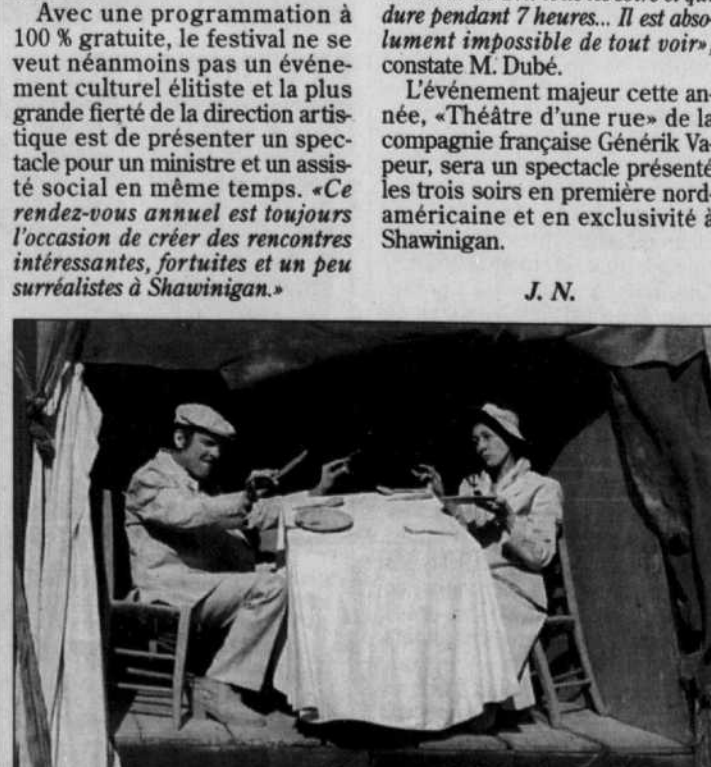 Avec une programmation à
100 % gratuite, le festival ne se
veut néanmoins pas un événe-
ment culturel élitiste et la plus
grande fierté de la direction artis-
tique est de présenter un spec-
tacle pour un ministre et un assis-
té social en même temps. «Ce
rendez-vous annuel est toujours
l'occasion de créer des rencontres
intéressantes, fortuites et un peu
surréalistes à Shawinigan.»
dure pendant 7 heures... Il est abso-
lument impossible de tout voir»,
constate M. Dubé.
L'événement majeur cette an-
née, «Théâtre d'une rue» de la
compagnie française Générik Va-
peur, sera un spectacle présenté
les trois soirs en première nord-
américaine et en exclusivité à
Shawinigan.
J. N.